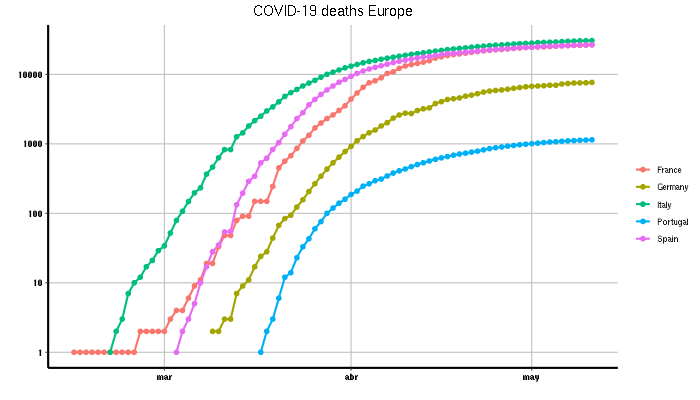 COVID-19 deaths Europe
10000
1000
100
10
1
mar
abr
may
France
Germany
Italy
Portugal
Spain